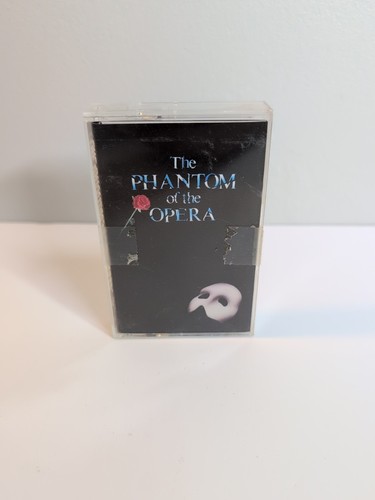 The
PHANTOM
of the
OPERA